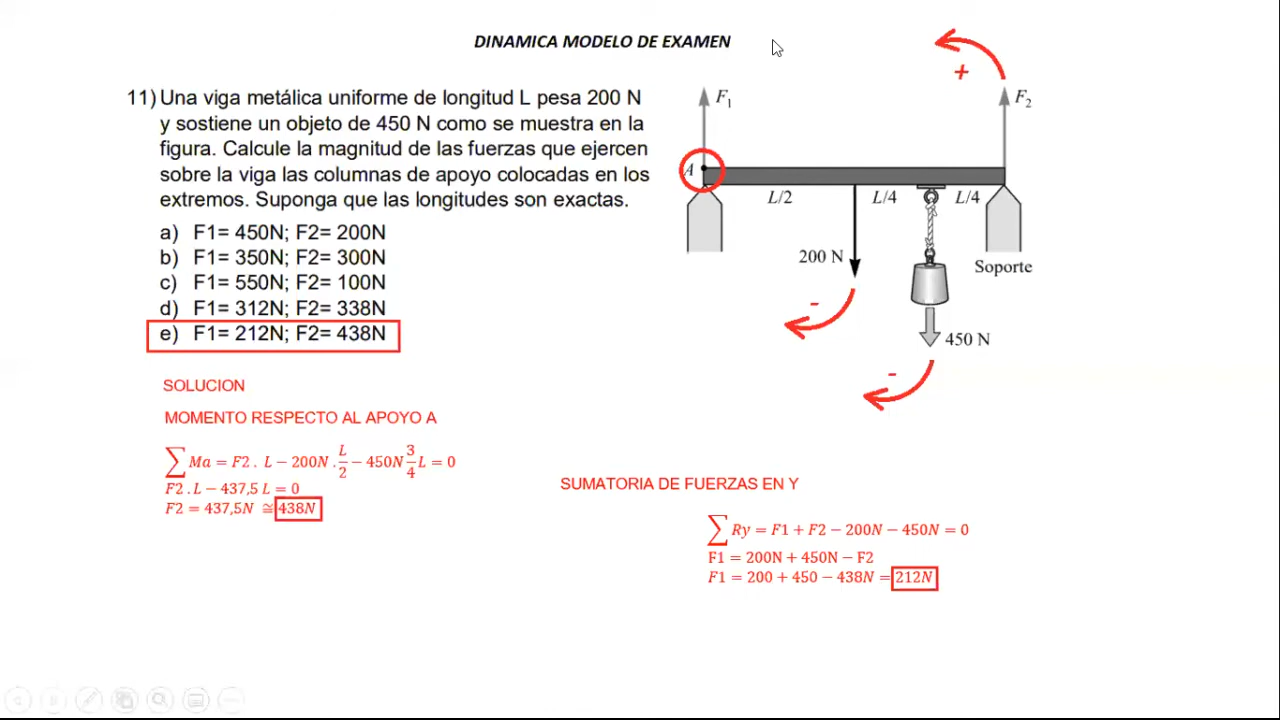 DINAMICA MODELO DE EXAMEN
11) Una viga metálica uniforme de longitud L pesa 200 N
y sostiene un objeto de 450 N como se muestra en la
figura. Calcule la magnitud de las fuerzas que ejercen
sobre la viga las columnas de apoyo colocadas en los
extremos. Suponga que las longitudes son exactas.
a) F1= 450N; F2= 200N
b) F1= 350N; F2= 300N
c) F1= 550N; F2= 100N
d) F1= 312N; F2= 338N
e) F1= 212N; F2= 438N
+
F₁
F₂
A
L/2
L/4
L/4
200 N
Soporte
-
450 N
-
SOLUCION
MOMENTO RESPECTO AL APOYO A
∑ Ma = F2 . L − 200N . L/2 − 450N 3/4 L = 0
F2 . L − 437,5 L = 0
F2 = 437,5N ≅ 438N
SUMATORIA DE FUERZAS EN Y
∑ Ry = F1 + F2 − 200N − 450N = 0
F1 = 200N + 450N − F2
F1 = 200 + 450 − 438N = 212N